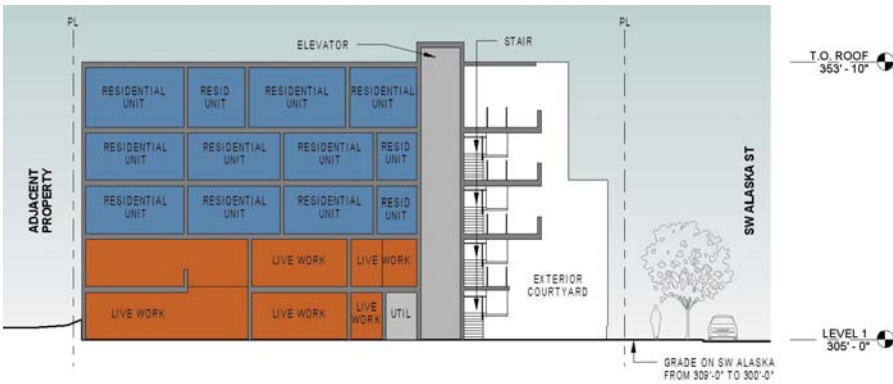 PL
PL
ELEVATOR
STAIR
T.O. ROOF
353' - 10"
RESIDENTIAL
UNIT
RESID
UNIT
RESIDENTIAL
UNIT
RESIDENTIAL
UNIT
RESIDENTIAL
UNIT
RESIDENTIAL
UNIT
RESIDENTIAL
UNIT
RESID
UNIT
RESIDENTIAL
UNIT
RESIDENTIAL
UNIT
RESIDENTIAL
UNIT
RESID
UNIT
ADJACENT
PROPERTY
SW ALASKA ST
LIVE WORK
LIVE WORK
EXTERIOR
COURTYARD
LIVE WORK
LIVE WORK
LIVE
WORK
UTIL
LEVEL 1
305' - 0"
GRADE ON SW ALASKA
FROM 309'-0" TO 300'-0"